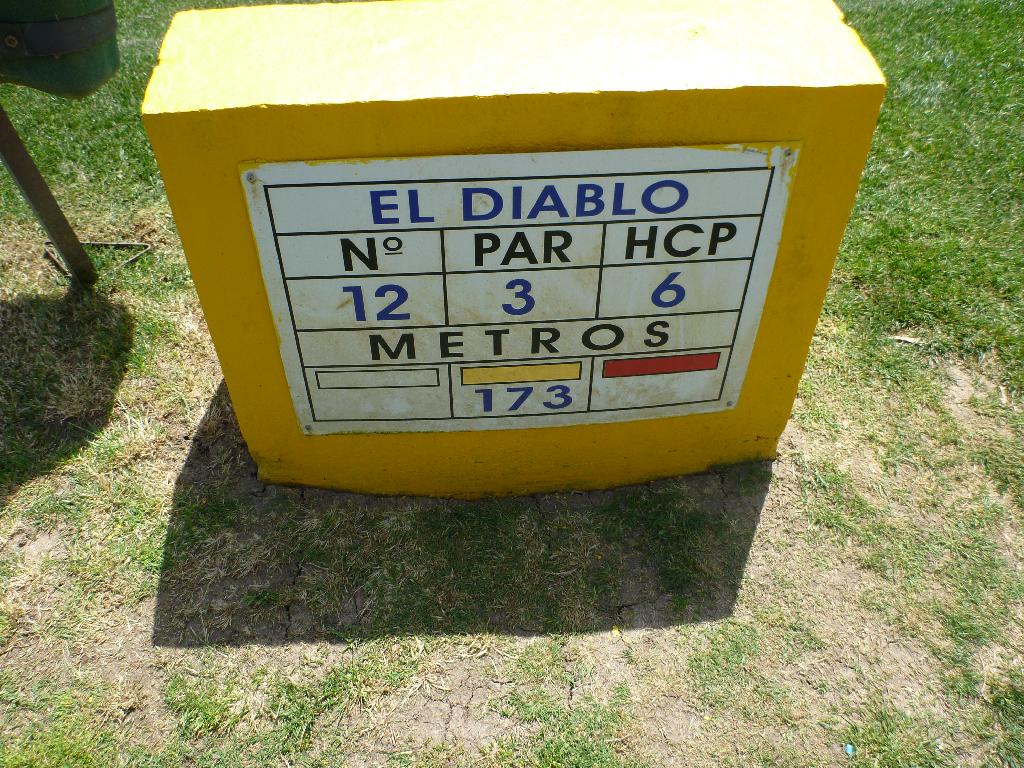 EL DIABLO
Nº PAR HCP
12 3 6
METROS
173